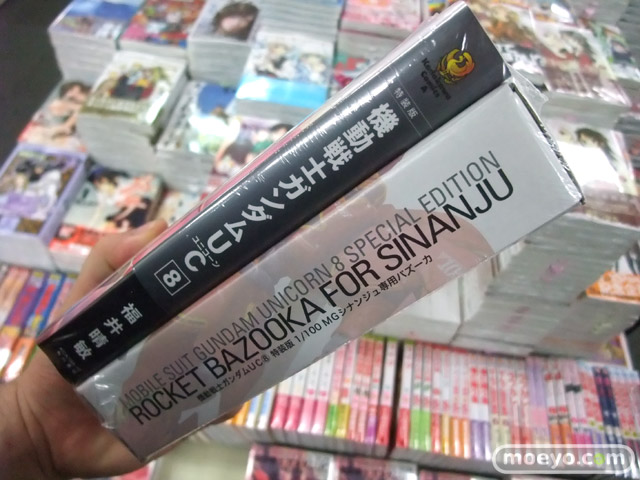 特装版
機動戦士ガンダムUC 8
ユニコーン
福井晴敏
MOBILE SUIT GUNDAM UNICORN 8 SPECIAL EDITION
ROCKET BAZOOKA FOR SINANJU
機動戦士ガンダムUC⑧ 特装版 1/100 MGシナンジュ専用バズーカ
moeyo.com